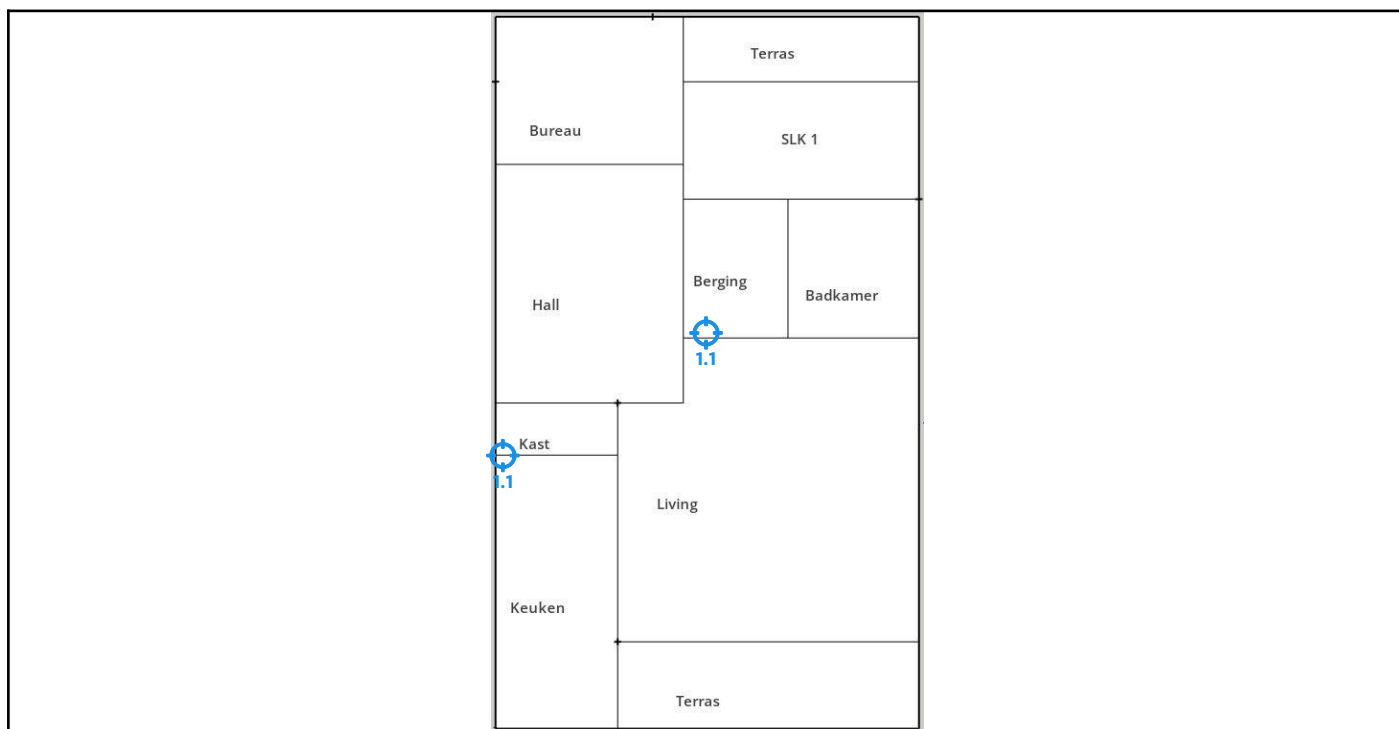 Terras
Bureau
SLK 1
Berging
Badkamer
Hall
1.1
Kast
1.1
Living
Keuken
Terras